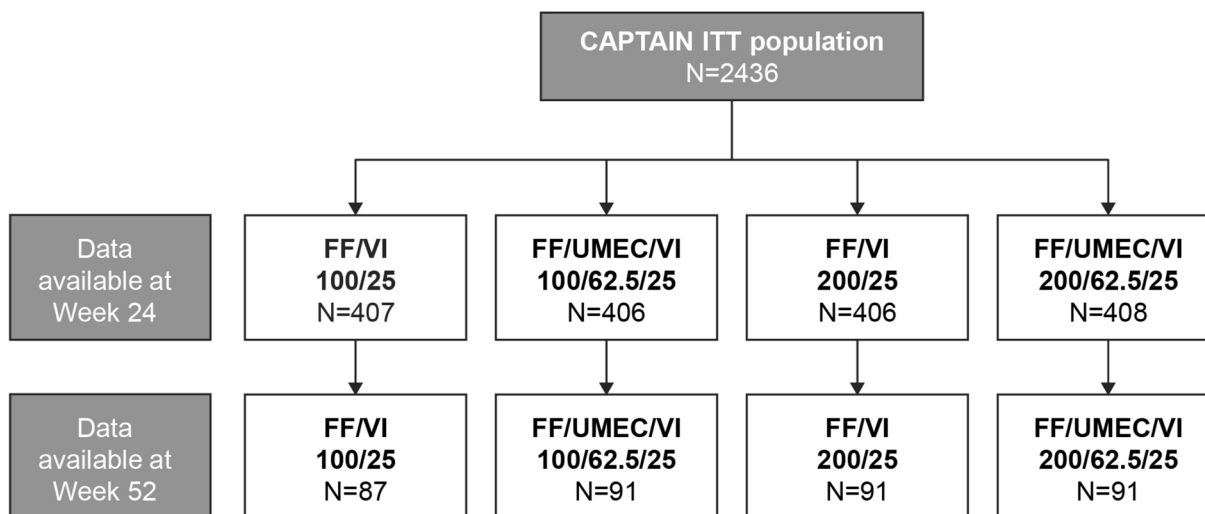 CAPTAIN ITT population
N=2436
Data
available at
Week 24
FF/VI
100/25
N=407
FF/UMEC/VI
100/62.5/25
N=406
FF/VI
200/25
N=406
FF/UMEC/VI
200/62.5/25
N=408
Data
available at
Week 52
FF/VI
100/25
N=87
FF/UMEC/VI
100/62.5/25
N=91
FF/VI
200/25
N=91
FF/UMEC/VI
200/62.5/25
N=91